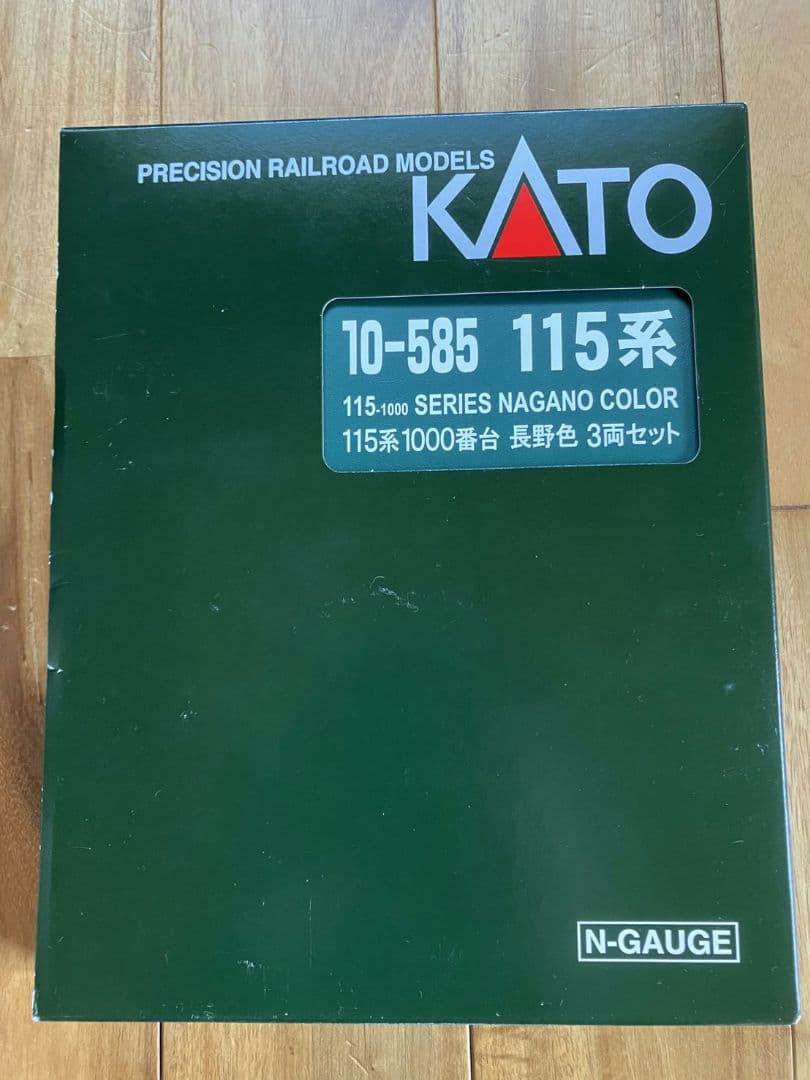 PRECISION RAILROAD MODELS
KATO
10-585 115系
115-1000 SERIES NAGANO COLOR
115系1000番台 長野色 3両セット
N-GAUGE